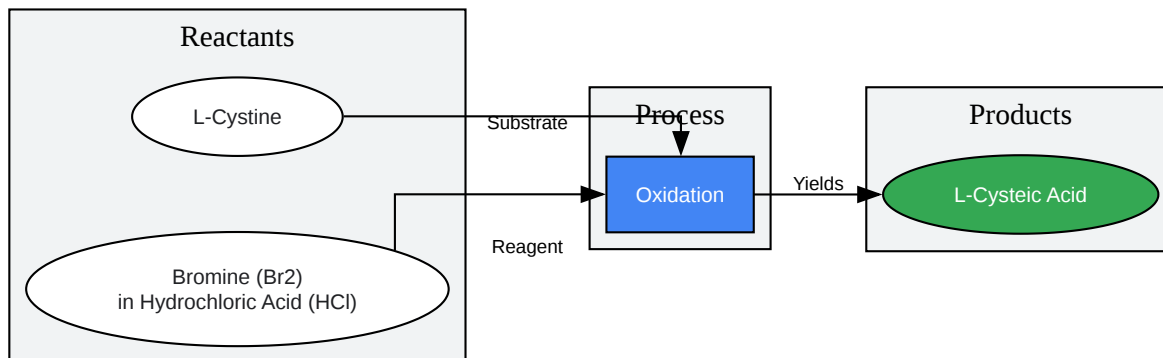 Reactants
L-Cystine
Substrate
Process
Products
Oxidation
Yields
L-Cysteic Acid
Reagent
Bromine (Br2)
in Hydrochloric Acid (HCl)